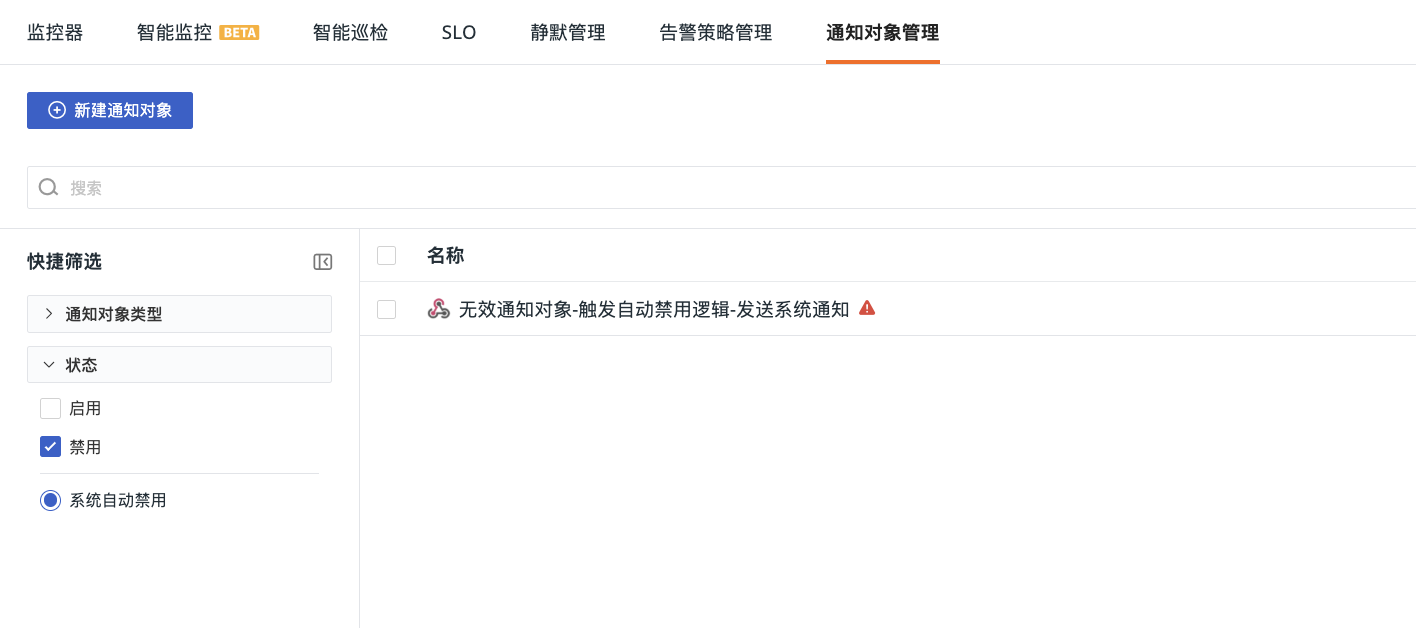 监控器 智能监控 BETA 智能巡检 SLO 静默管理 告警策略管理 通知对象管理
新建通知对象
搜索
快捷筛选
通知对象类型
状态
启用
禁用
系统自动禁用
名称
无效通知对象-触发自动禁用逻辑-发送系统通知